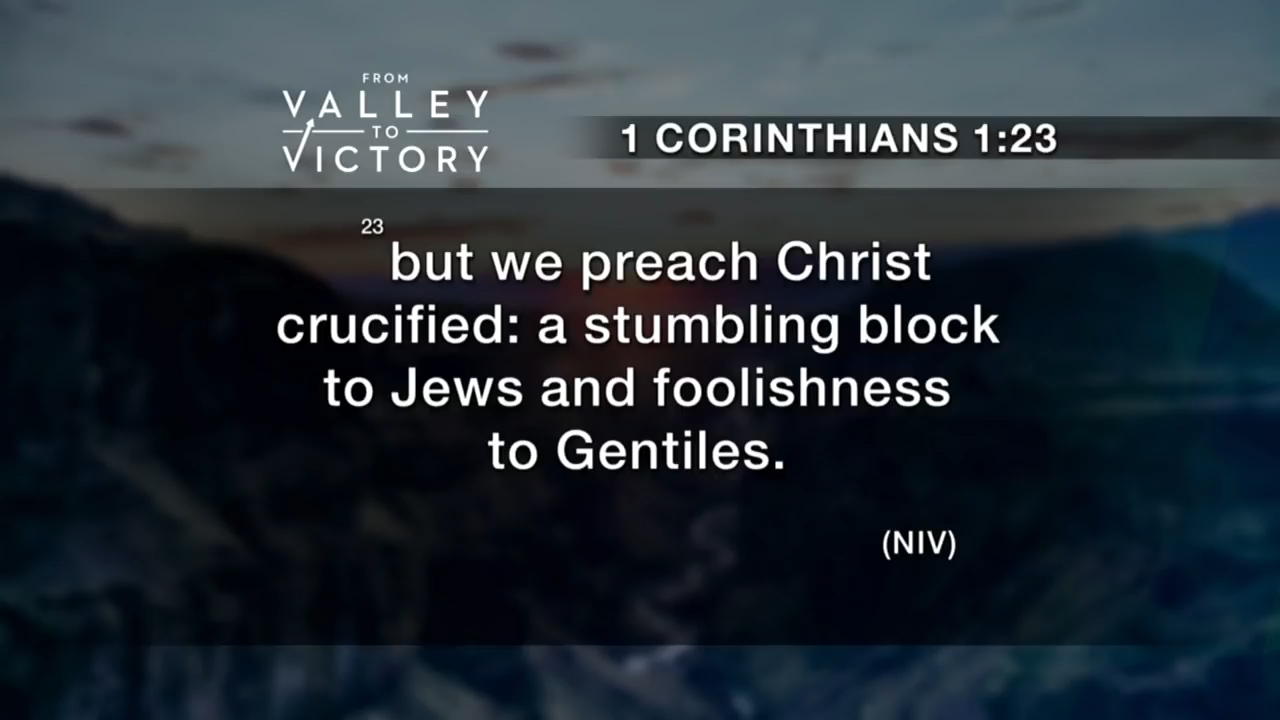 FROM
VALLEY
TO
VICTORY
1 CORINTHIANS 1:23
23
but we preach Christ
crucified: a stumbling block
to Jews and foolishness
to Gentiles.
(NIV)